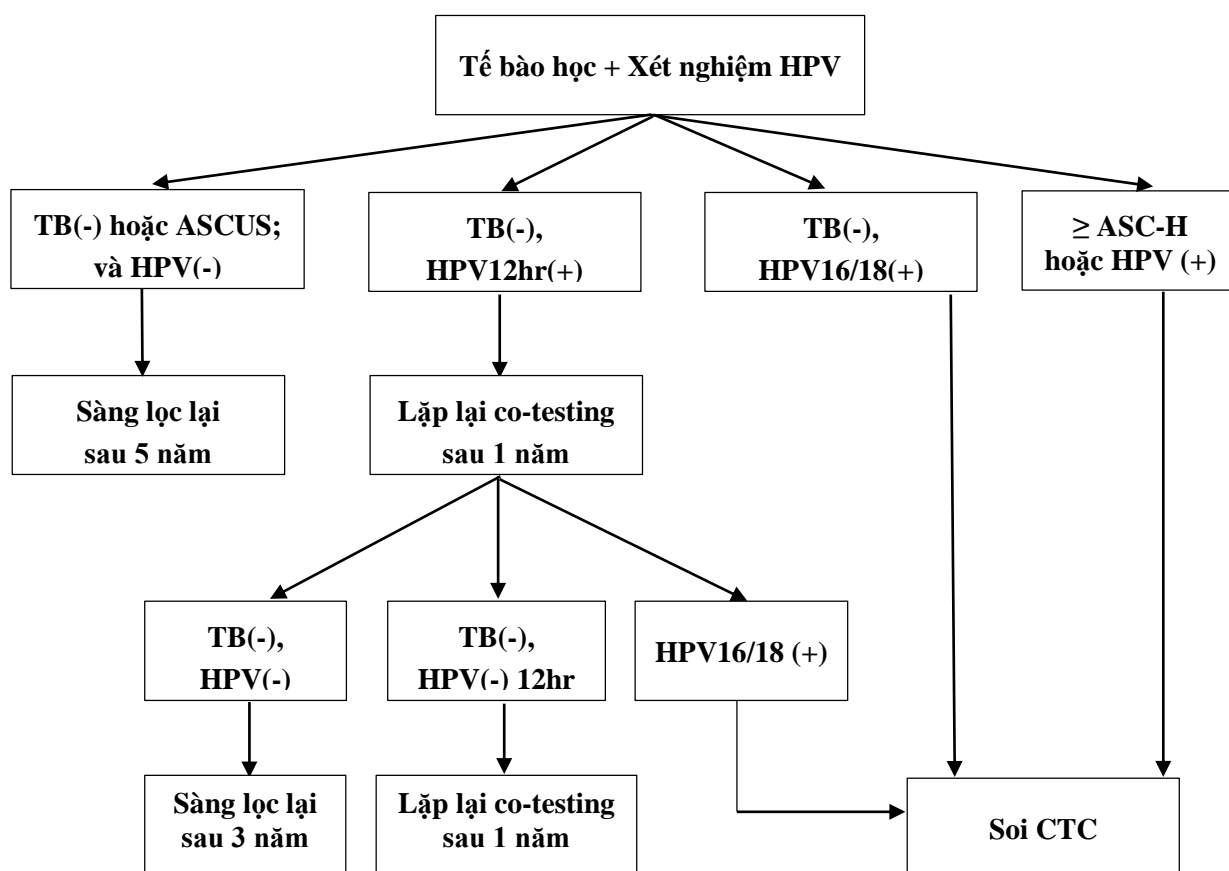 Tế bào học + Xét nghiệm HPV
TB(-) hoặc ASCUS;
và HPV(-)
TB(-),
HPV12hr(+)
TB(-),
HPV16/18(+)
≥ ASC-H
hoặc HPV (+)
Sàng lọc lại
sau 5 năm
Lặp lại co-testing
sau 1 năm
TB(-),
HPV(-)
TB(-),
HPV(-) 12hr
HPV16/18 (+)
Sàng lọc lại
sau 3 năm
Lặp lại co-testing
sau 1 năm
Soi CTC